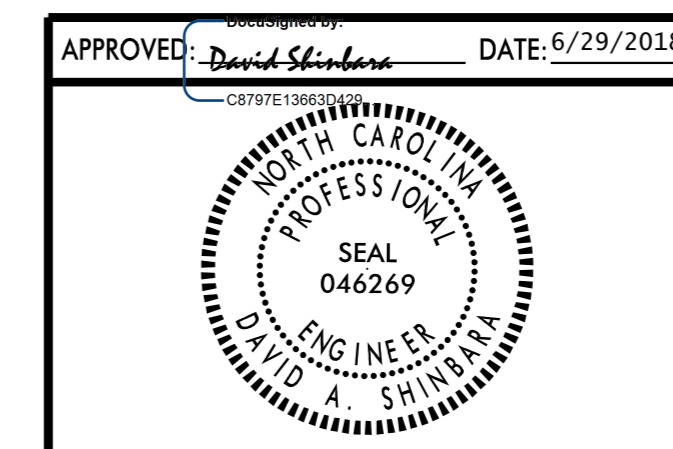 DocuSigned by:
APPROVED: David Shinbara DATE: 6/29/2018
C8797E13663D429...
NORTH CAROLINA
PROFESSIONAL
SEAL
046269
ENGINEER
DAVID A. SHINBARA